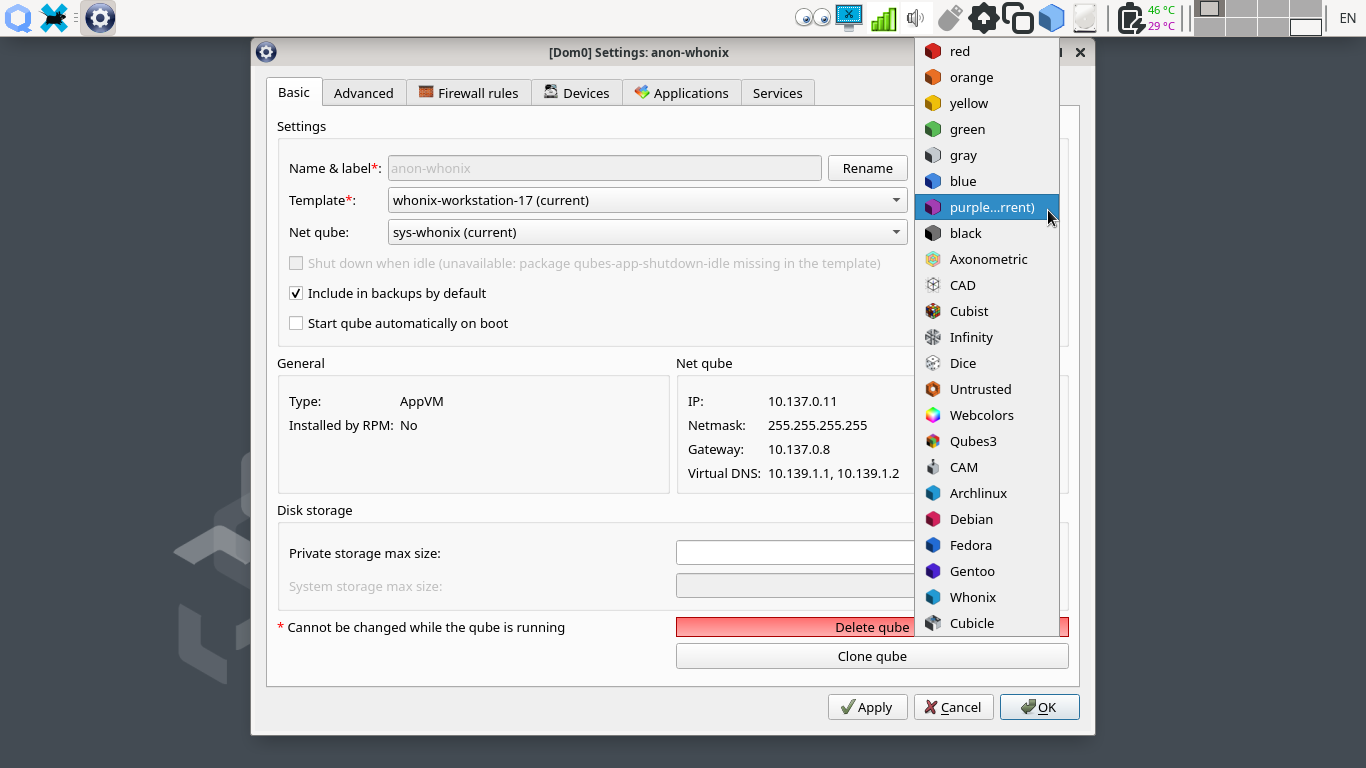 46 °C
29 °C
EN
[Dom0] Settings: anon-whonix
Basic
Advanced
Firewall rules
Devices
Applications
Services
Settings
Name & label*:
anon-whonix
Rename
Template*:
whonix-workstation-17 (current)
Net qube:
sys-whonix (current)
Shut down when idle (unavailable: package qubes-app-shutdown-idle missing in the template)
Include in backups by default
Start qube automatically on boot
General
Type: AppVM
Installed by RPM: No
Net qube
IP: 10.137.0.11
Netmask: 255.255.255.255
Gateway: 10.137.0.8
Virtual DNS: 10.139.1.1, 10.139.1.2
Disk storage
Private storage max size:
System storage max size:
* Cannot be changed while the qube is running
Delete qube
Clone qube
Apply
Cancel
OK
red
orange
yellow
green
gray
blue
purple...rrent)
black
Axonometric
CAD
Cubist
Infinity
Dice
Untrusted
Webcolors
Qubes3
CAM
Archlinux
Debian
Fedora
Gentoo
Whonix
Cubicle